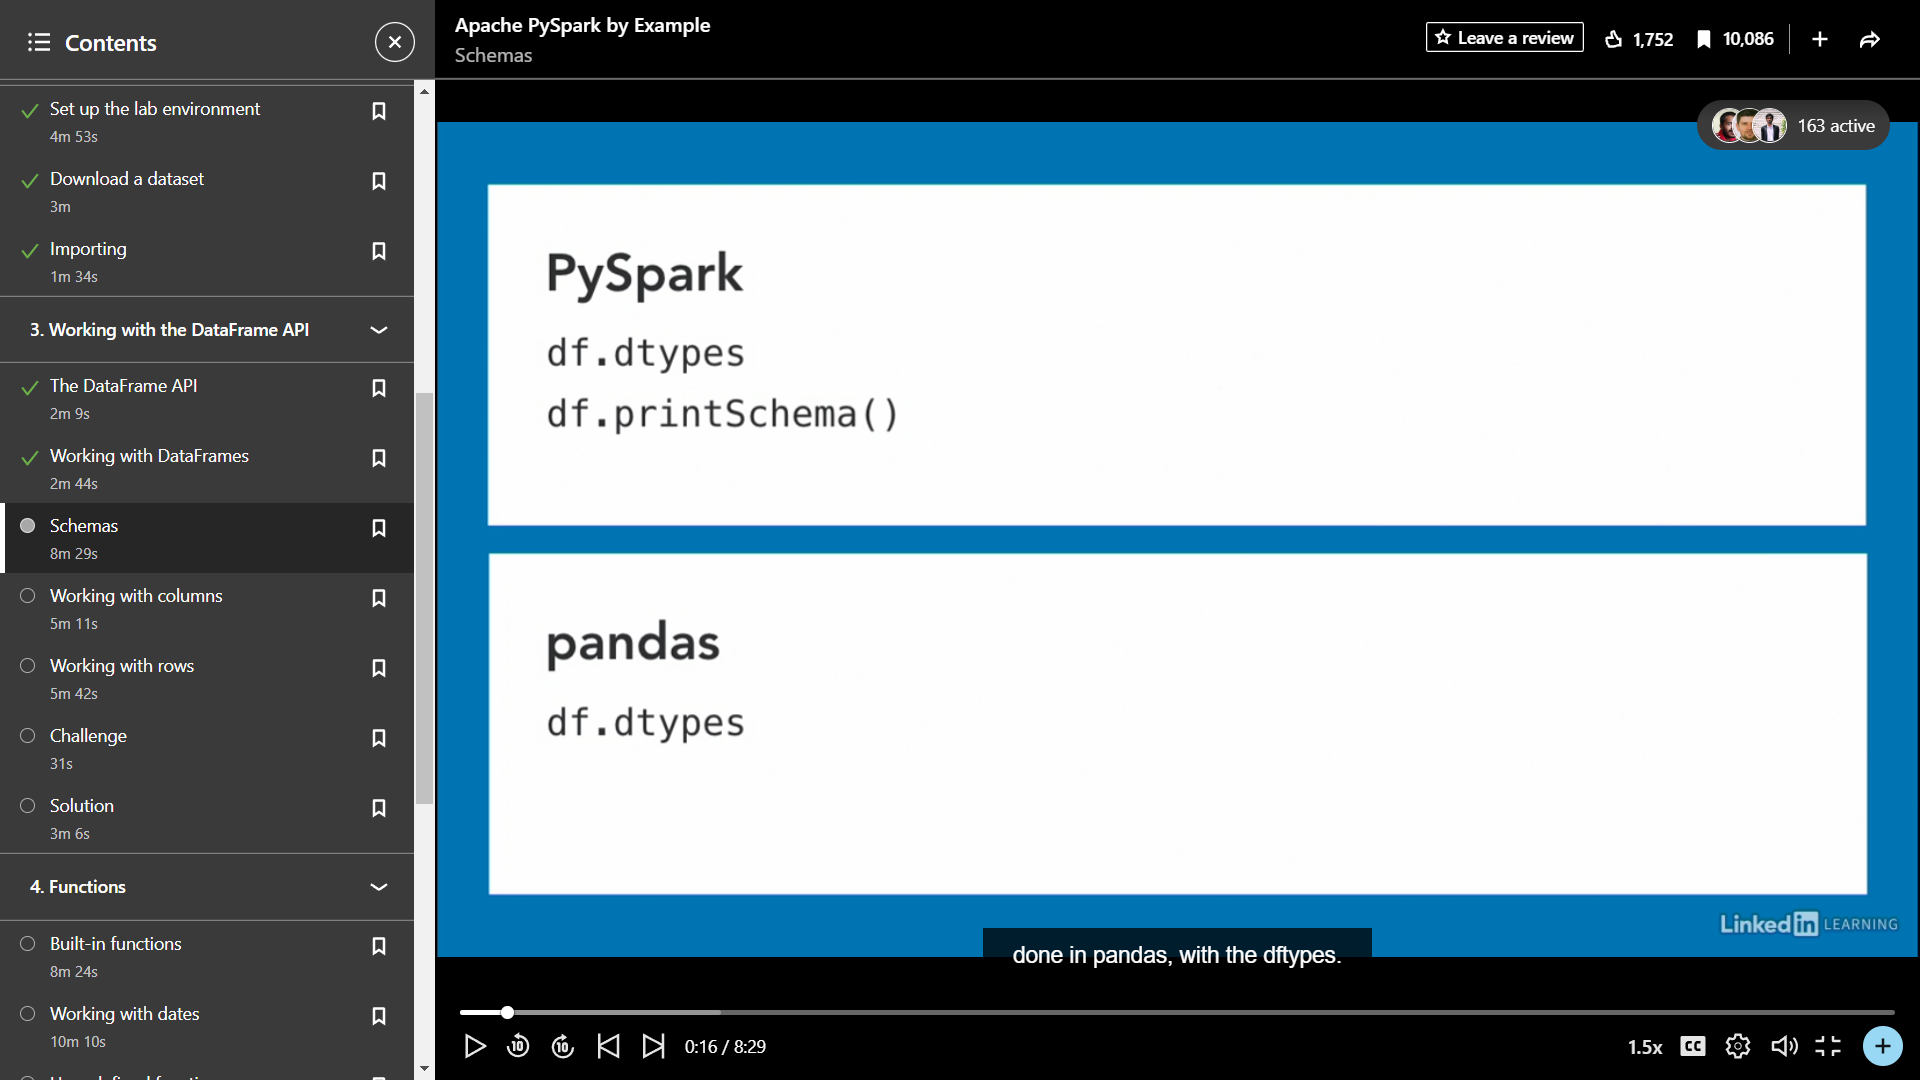 Contents
Set up the lab environment
4m 53s
Download a dataset
3m
Importing
1m 34s
3. Working with the DataFrame API
The DataFrame API
2m 9s
Working with DataFrames
2m 44s
Schemas
8m 29s
Working with columns
5m 11s
Working with rows
5m 42s
Challenge
31s
Solution
3m 6s
4. Functions
Built-in functions
8m 24s
Working with dates
10m 10s
Apache PySpark by Example
Schemas
Leave a review
1,752
10,086
163 active
PySpark
df.dtypes
df.printSchema()
pandas
df.dtypes
LinkedIn LEARNING
done in pandas, with the dftypes.
10
10
0:16 / 8:29
1.5x
CC